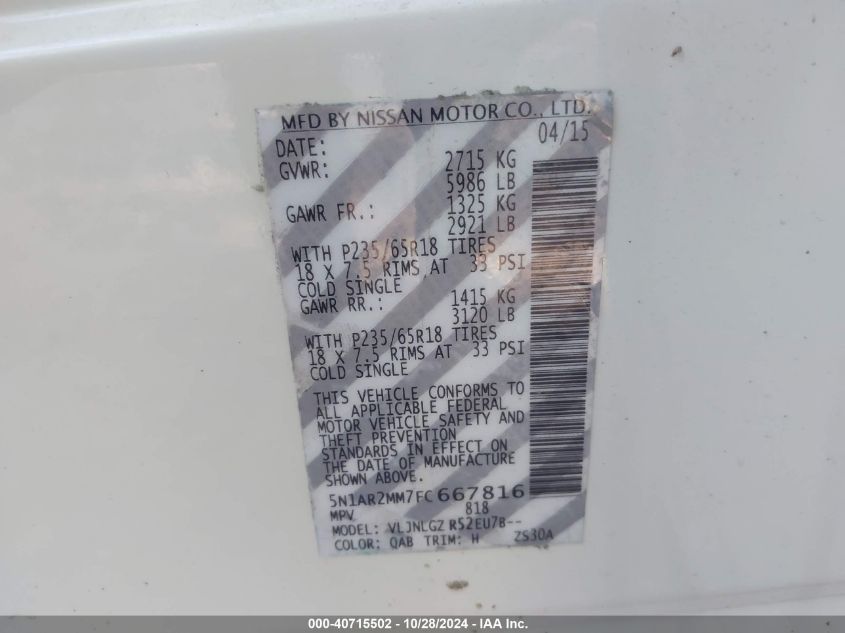 MFD BY NISSAN MOTOR CO., LTD.
DATE: 04/15
GVWR: 2715 KG
5986 LB
GAWR FR.: 1325 KG
2921 LB
WITH P235/65R18 TIRES
18 X 7.5 RIMS AT 33 PSI
COLD SINGLE
GAWR RR.: 1415 KG
3120 LB
WITH P235/65R18 TIRES
18 X 7.5 RIMS AT 33 PSI
COLD SINGLE
THIS VEHICLE CONFORMS TO
ALL APPLICABLE FEDERAL
MOTOR VEHICLE SAFETY AND
THEFT PREVENTION
STANDARDS IN EFFECT ON
THE DATE OF MANUFACTURE
SHOWN ABOVE.
5N1AR2MM7FC667816
MPV 818
MODEL: VLJNLGZ R52EU7B--
COLOR: QAB TRIM: H ZS30A
000-40715502 - 10/28/2024 - IAA Inc.